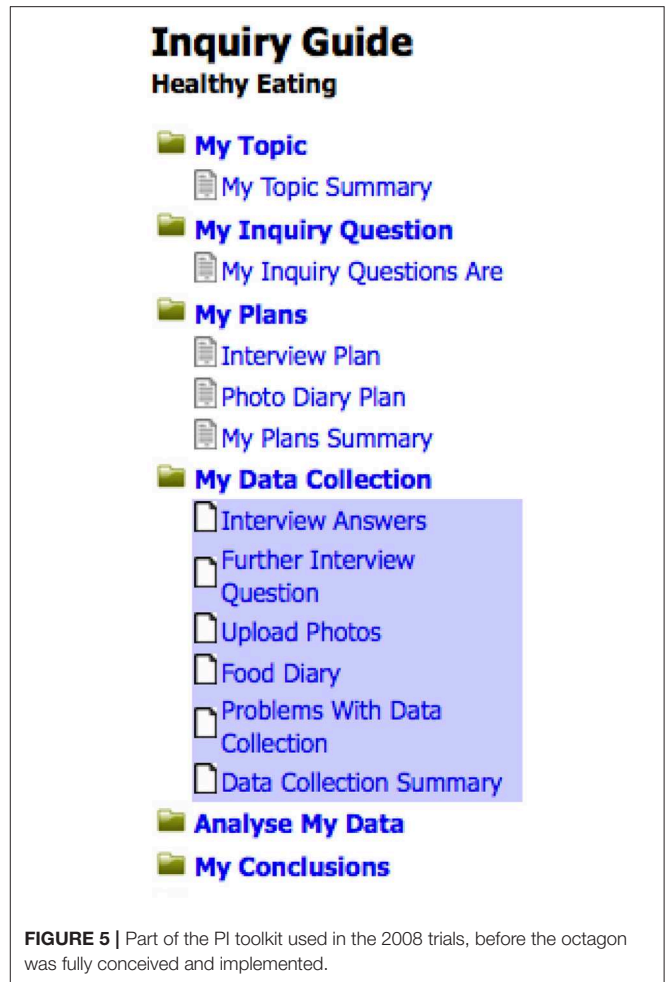 Inquiry Guide
Healthy Eating
My Topic
My Topic Summary
My Inquiry Question
My Inquiry Questions Are
My Plans
Interview Plan
Photo Diary Plan
My Plans Summary
My Data Collection
Interview Answers
Further Interview
Question
Upload Photos
Food Diary
Problems With Data
Collection
Data Collection Summary
Analyse My Data
My Conclusions
FIGURE 5 | Part of the PI toolkit used in the 2008 trials, before the octagon
was fully conceived and implemented.